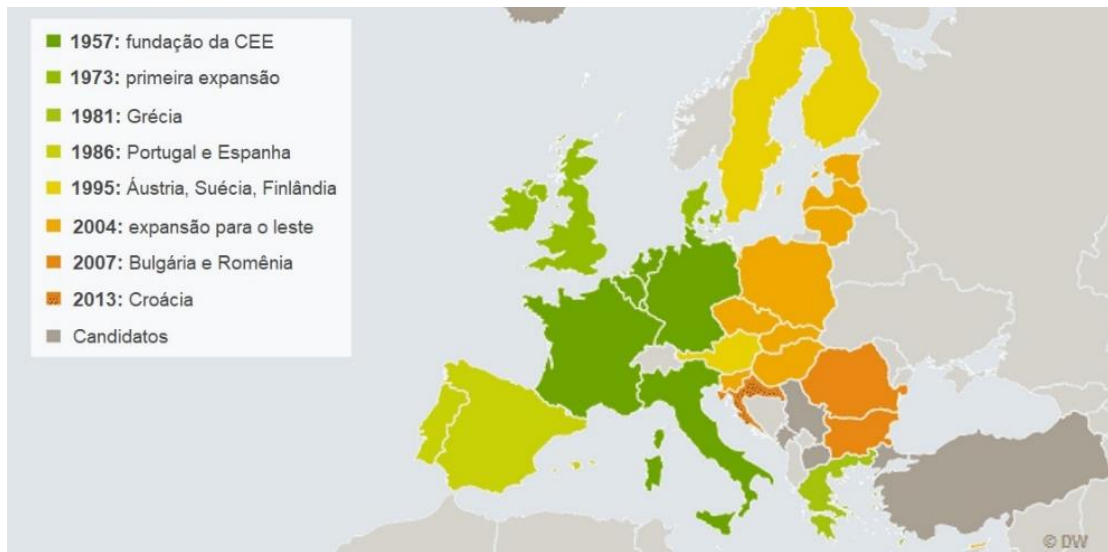 1957: fundação da CEE
1973: primeira expansão
1981: Grécia
1986: Portugal e Espanha
1995: Áustria, Suécia, Finlândia
2004: expansão para o leste
2007: Bulgária e Romênia
2013: Croácia
Candidatos
© DW